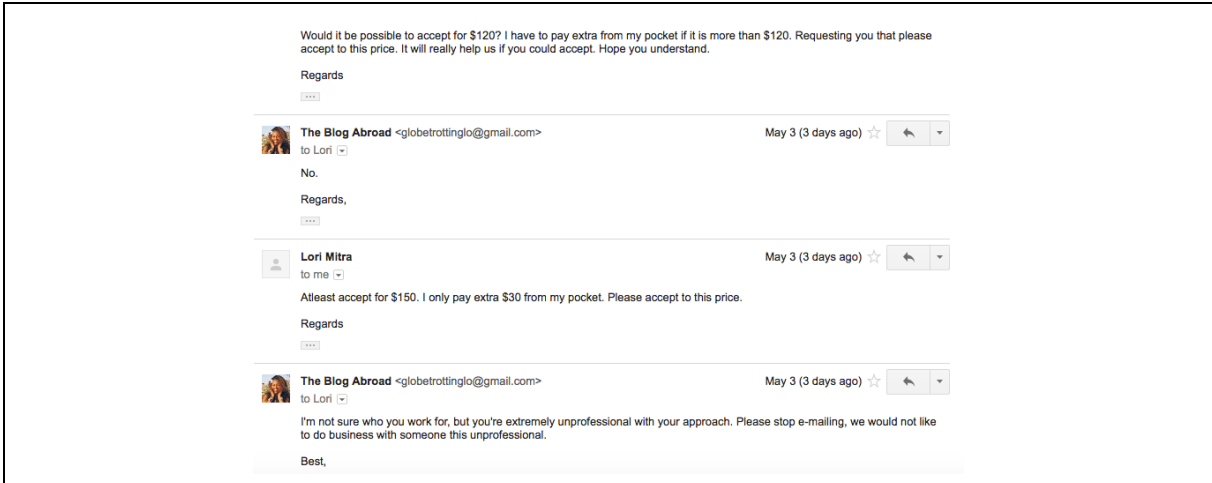 Would it be possible to accept for $120? I have to pay extra from my pocket if it is more than $120. Requesting you that please
accept to this price. It will really help us if you could accept. Hope you understand.
Regards
The Blog Abroad <globetrottinglo@gmail.com> May 3 (3 days ago)
to Lori
No.
Regards,
Lori Mitra May 3 (3 days ago)
to me
Atleast accept for $150. I only pay extra $30 from my pocket. Please accept to this price.
Regards
The Blog Abroad <globetrottinglo@gmail.com> May 3 (3 days ago)
to Lori
I'm not sure who you work for, but you're extremely unprofessional with your approach. Please stop e-mailing, we would not like
to do business with someone this unprofessional.
Best,